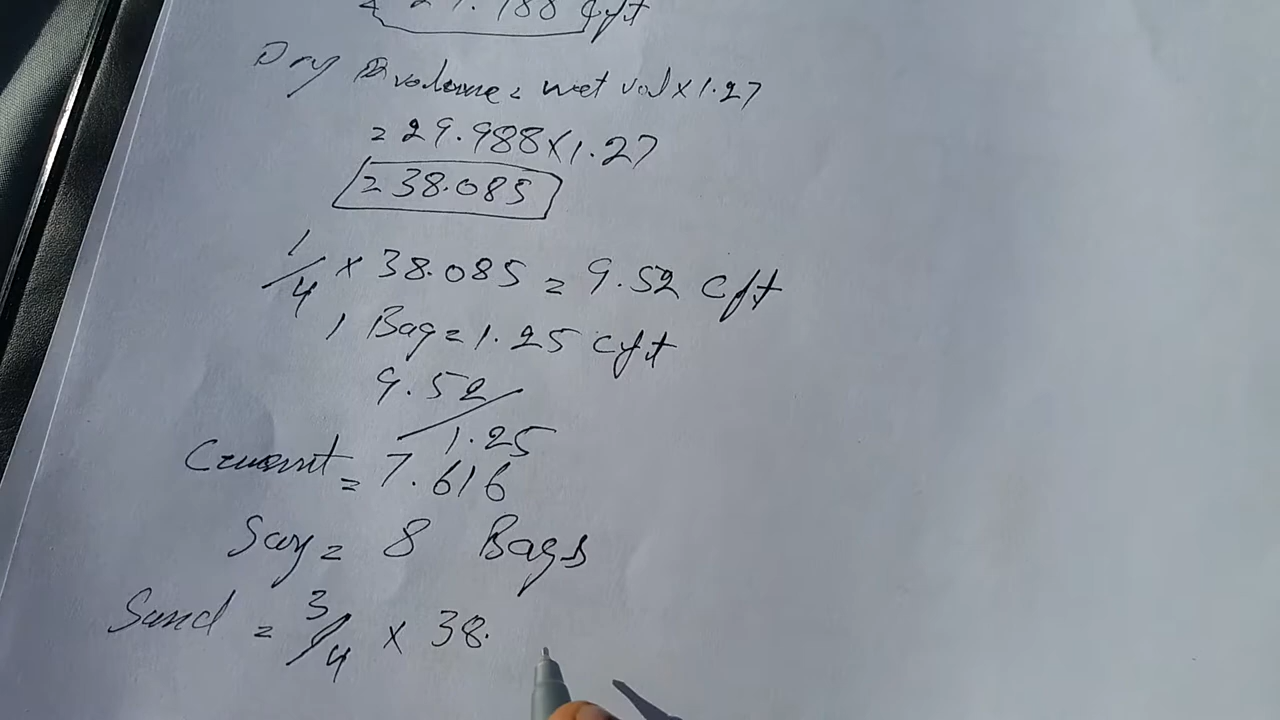 Dry volume = wet vol x 1.27
= 29.988 x 1.27
= 38.085
1/4 x 38.085 = 9.52 cft
1 Bag = 1.25 cft
9.52
1.25
Cement = 7.616
Say = 8 Bags
Sand = 3/4 x 38.